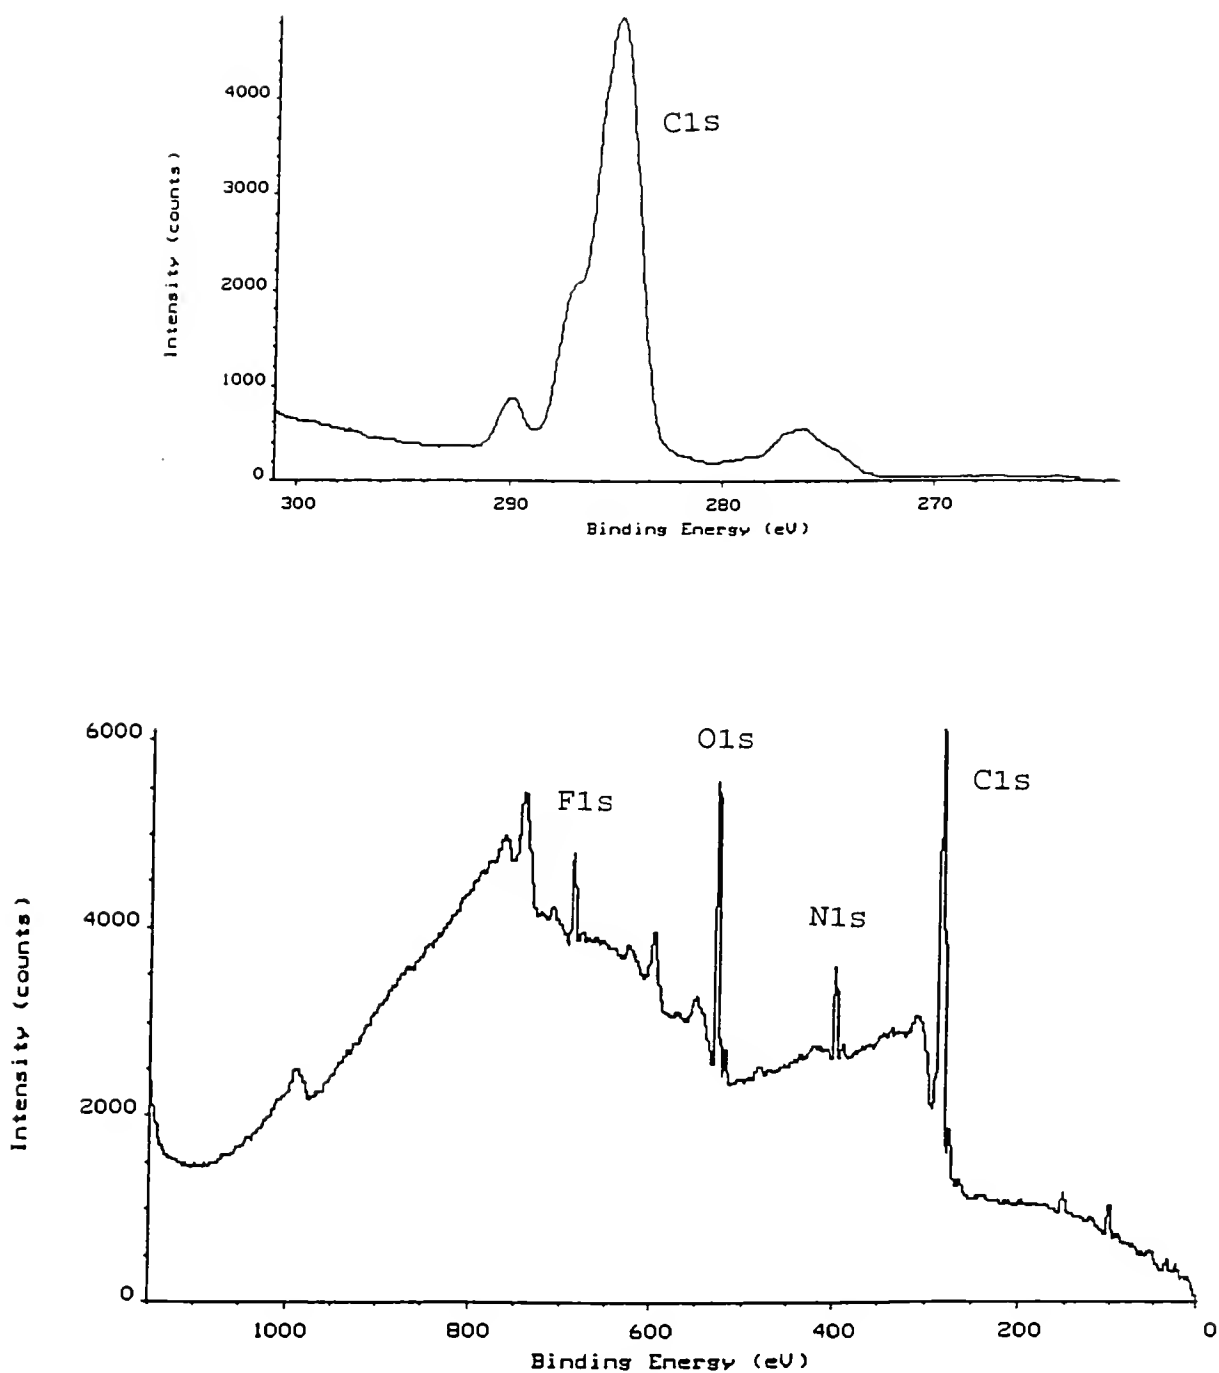 4000
C1s
3000
2000
1000
0
300 290 280 270
Intensity (counts)
Binding Energy (eV)
6000
O1s
C1s
F1s
4000
N1s
2000
0
1000 800 600 400 200 0
Intensity (counts)
Binding Energy (eV)